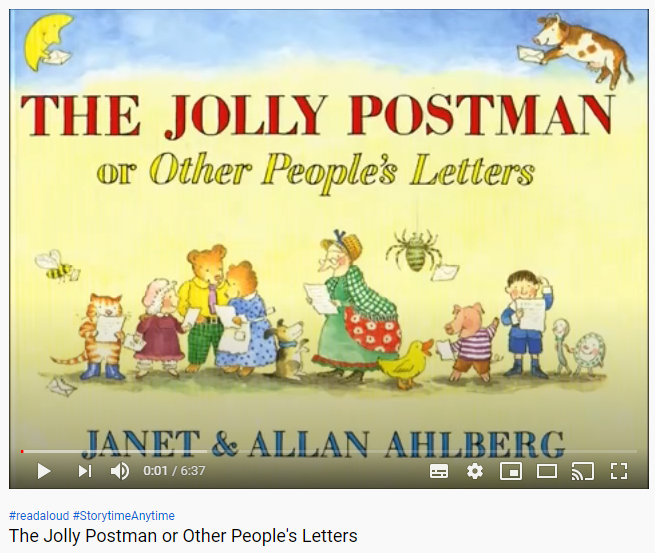 THE JOLLY POSTMAN
or Other People's Letters
JANET & ALLAN AHLBERG
0:01 / 6:37
#readaloud #StorytimeAnytime
The Jolly Postman or Other People's Letters